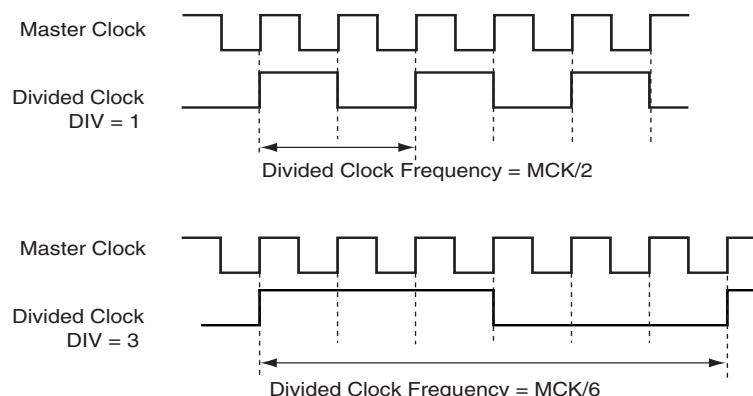 Master Clock
Divided Clock
DIV = 1
Divided Clock Frequency = MCK/2
Master Clock
Divided Clock
DIV = 3
Divided Clock Frequency = MCK/6